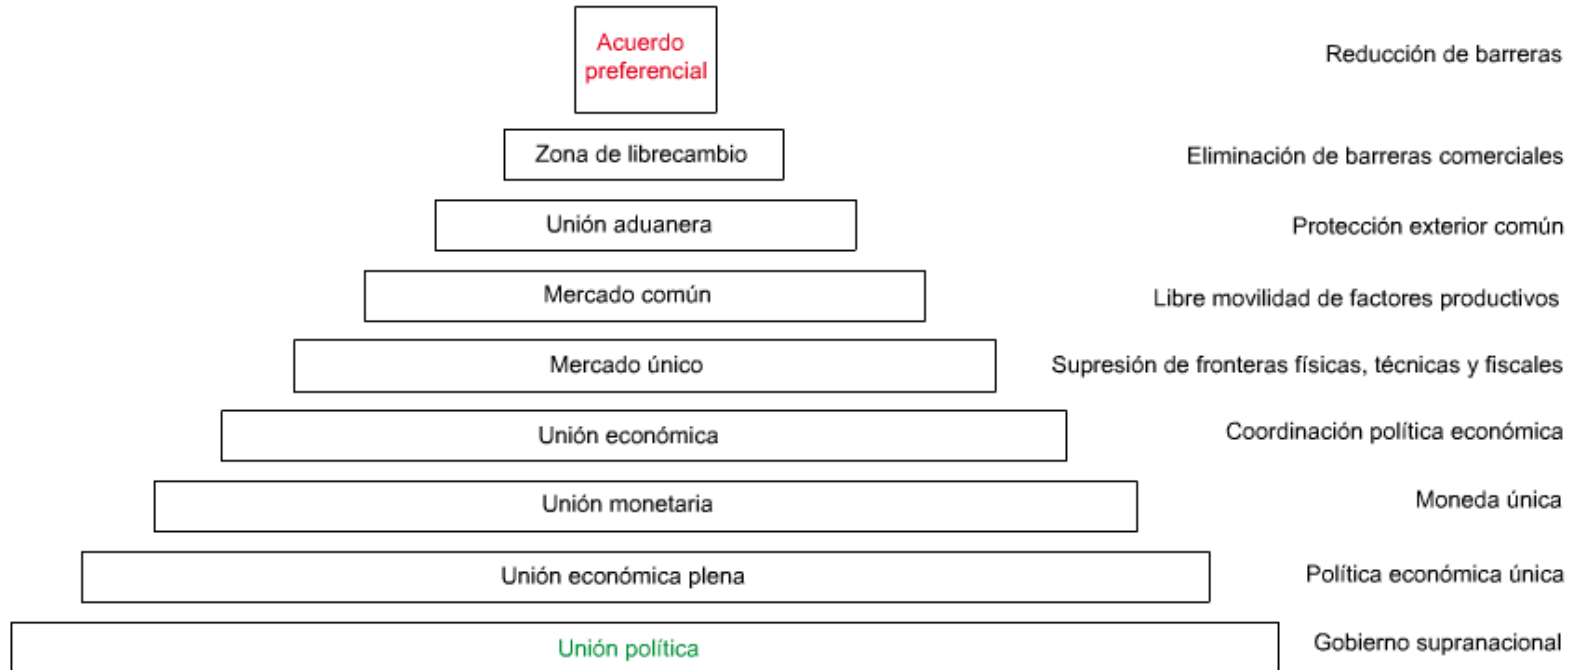 Acuerdo
preferencial
Reducción de barreras
Zona de librecambio
Eliminación de barreras comerciales
Unión aduanera
Protección exterior común
Mercado común
Libre movilidad de factores productivos
Mercado único
Supresión de fronteras físicas, técnicas y fiscales
Unión económica
Coordinación política económica
Unión monetaria
Moneda única
Unión económica plena
Política económica única
Unión política
Gobierno supranacional